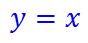 y = x